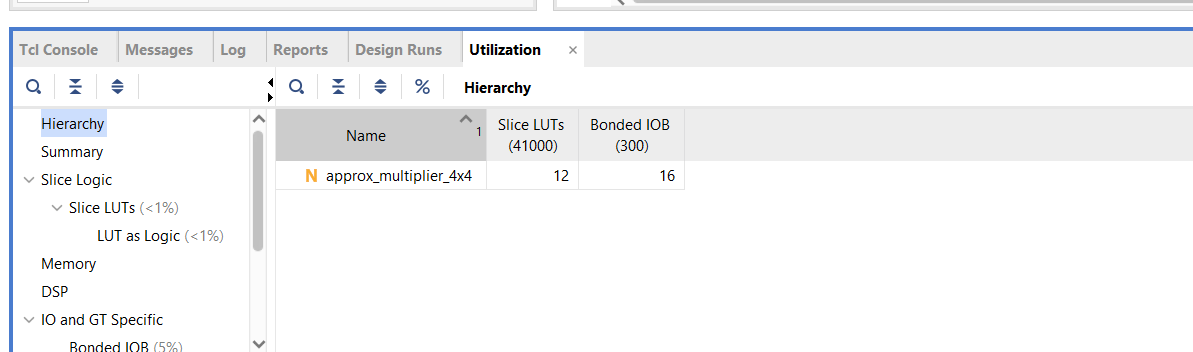 Tcl Console Messages Log Reports Design Runs Utilization ×
% Hierarchy
Hierarchy
Summary
Slice Logic
Slice LUTs (<1%)
LUT as Logic (<1%)
Memory
DSP
IO and GT Specific
Bonded IOB (5%)
Name 1 Slice LUTs (41000) Bonded IOB (300)
N approx_multiplier_4x4 12 16